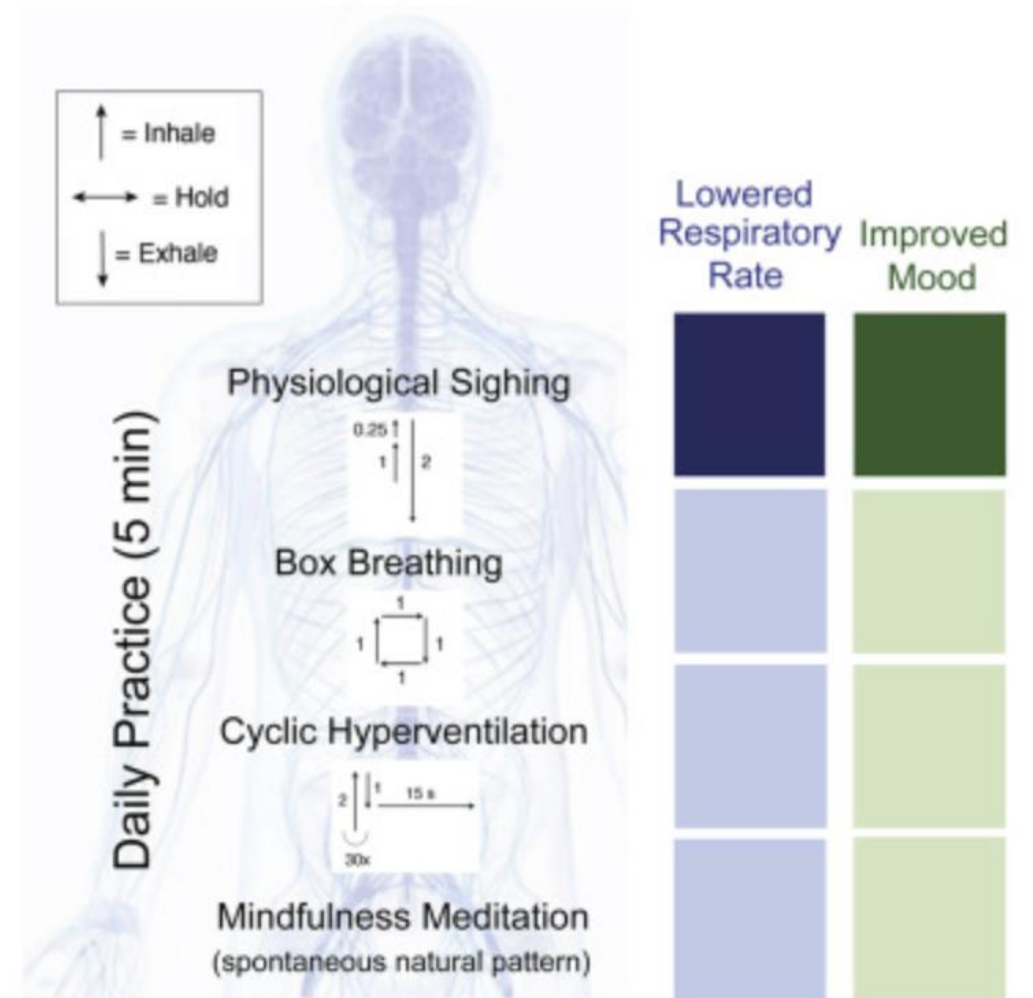 = Inhale
= Hold
= Exhale
Lowered
Respiratory
Rate
Improved
Mood
Daily Practice (5 min)
Physiological Sighing
0.25
1
2
Box Breathing
1
1
1
1
Cyclic Hyperventilation
2
1
15 s
30x
Mindfulness Meditation
(spontaneous natural pattern)